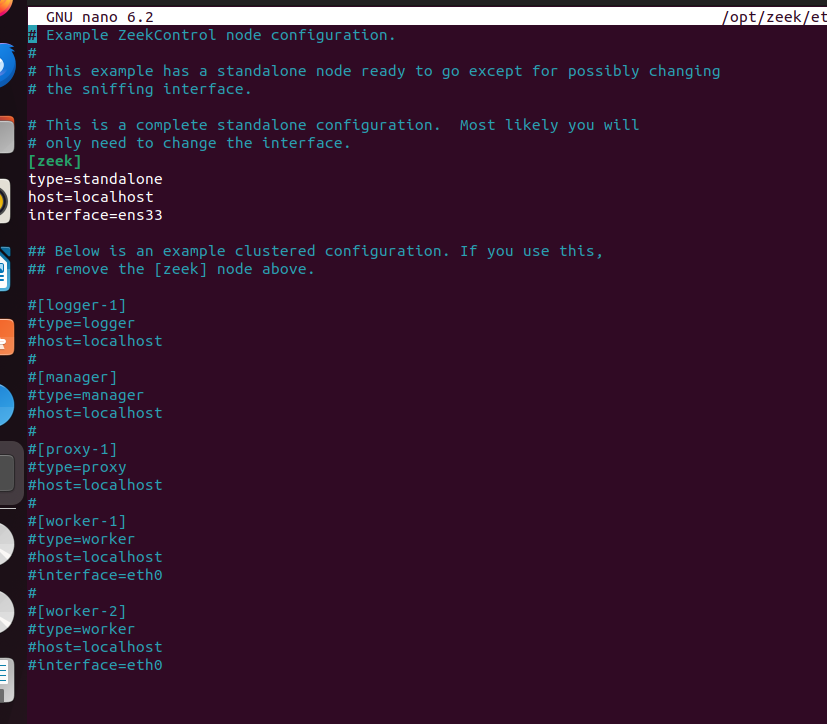 GNU nano 6.2 /opt/zeek/et
# Example ZeekControl node configuration.
#
# This example has a standalone node ready to go except for possibly changing
# the sniffing interface.
# This is a complete standalone configuration.  Most likely you will
# only need to change the interface.
[zeek]
type=standalone
host=localhost
interface=ens33
## Below is an example clustered configuration. If you use this,
## remove the [zeek] node above.
#[logger-1]
#type=logger
#host=localhost
#
#[manager]
#type=manager
#host=localhost
#
#[proxy-1]
#type=proxy
#host=localhost
#
#[worker-1]
#type=worker
#host=localhost
#interface=eth0
#
#[worker-2]
#type=worker
#host=localhost
#interface=eth0